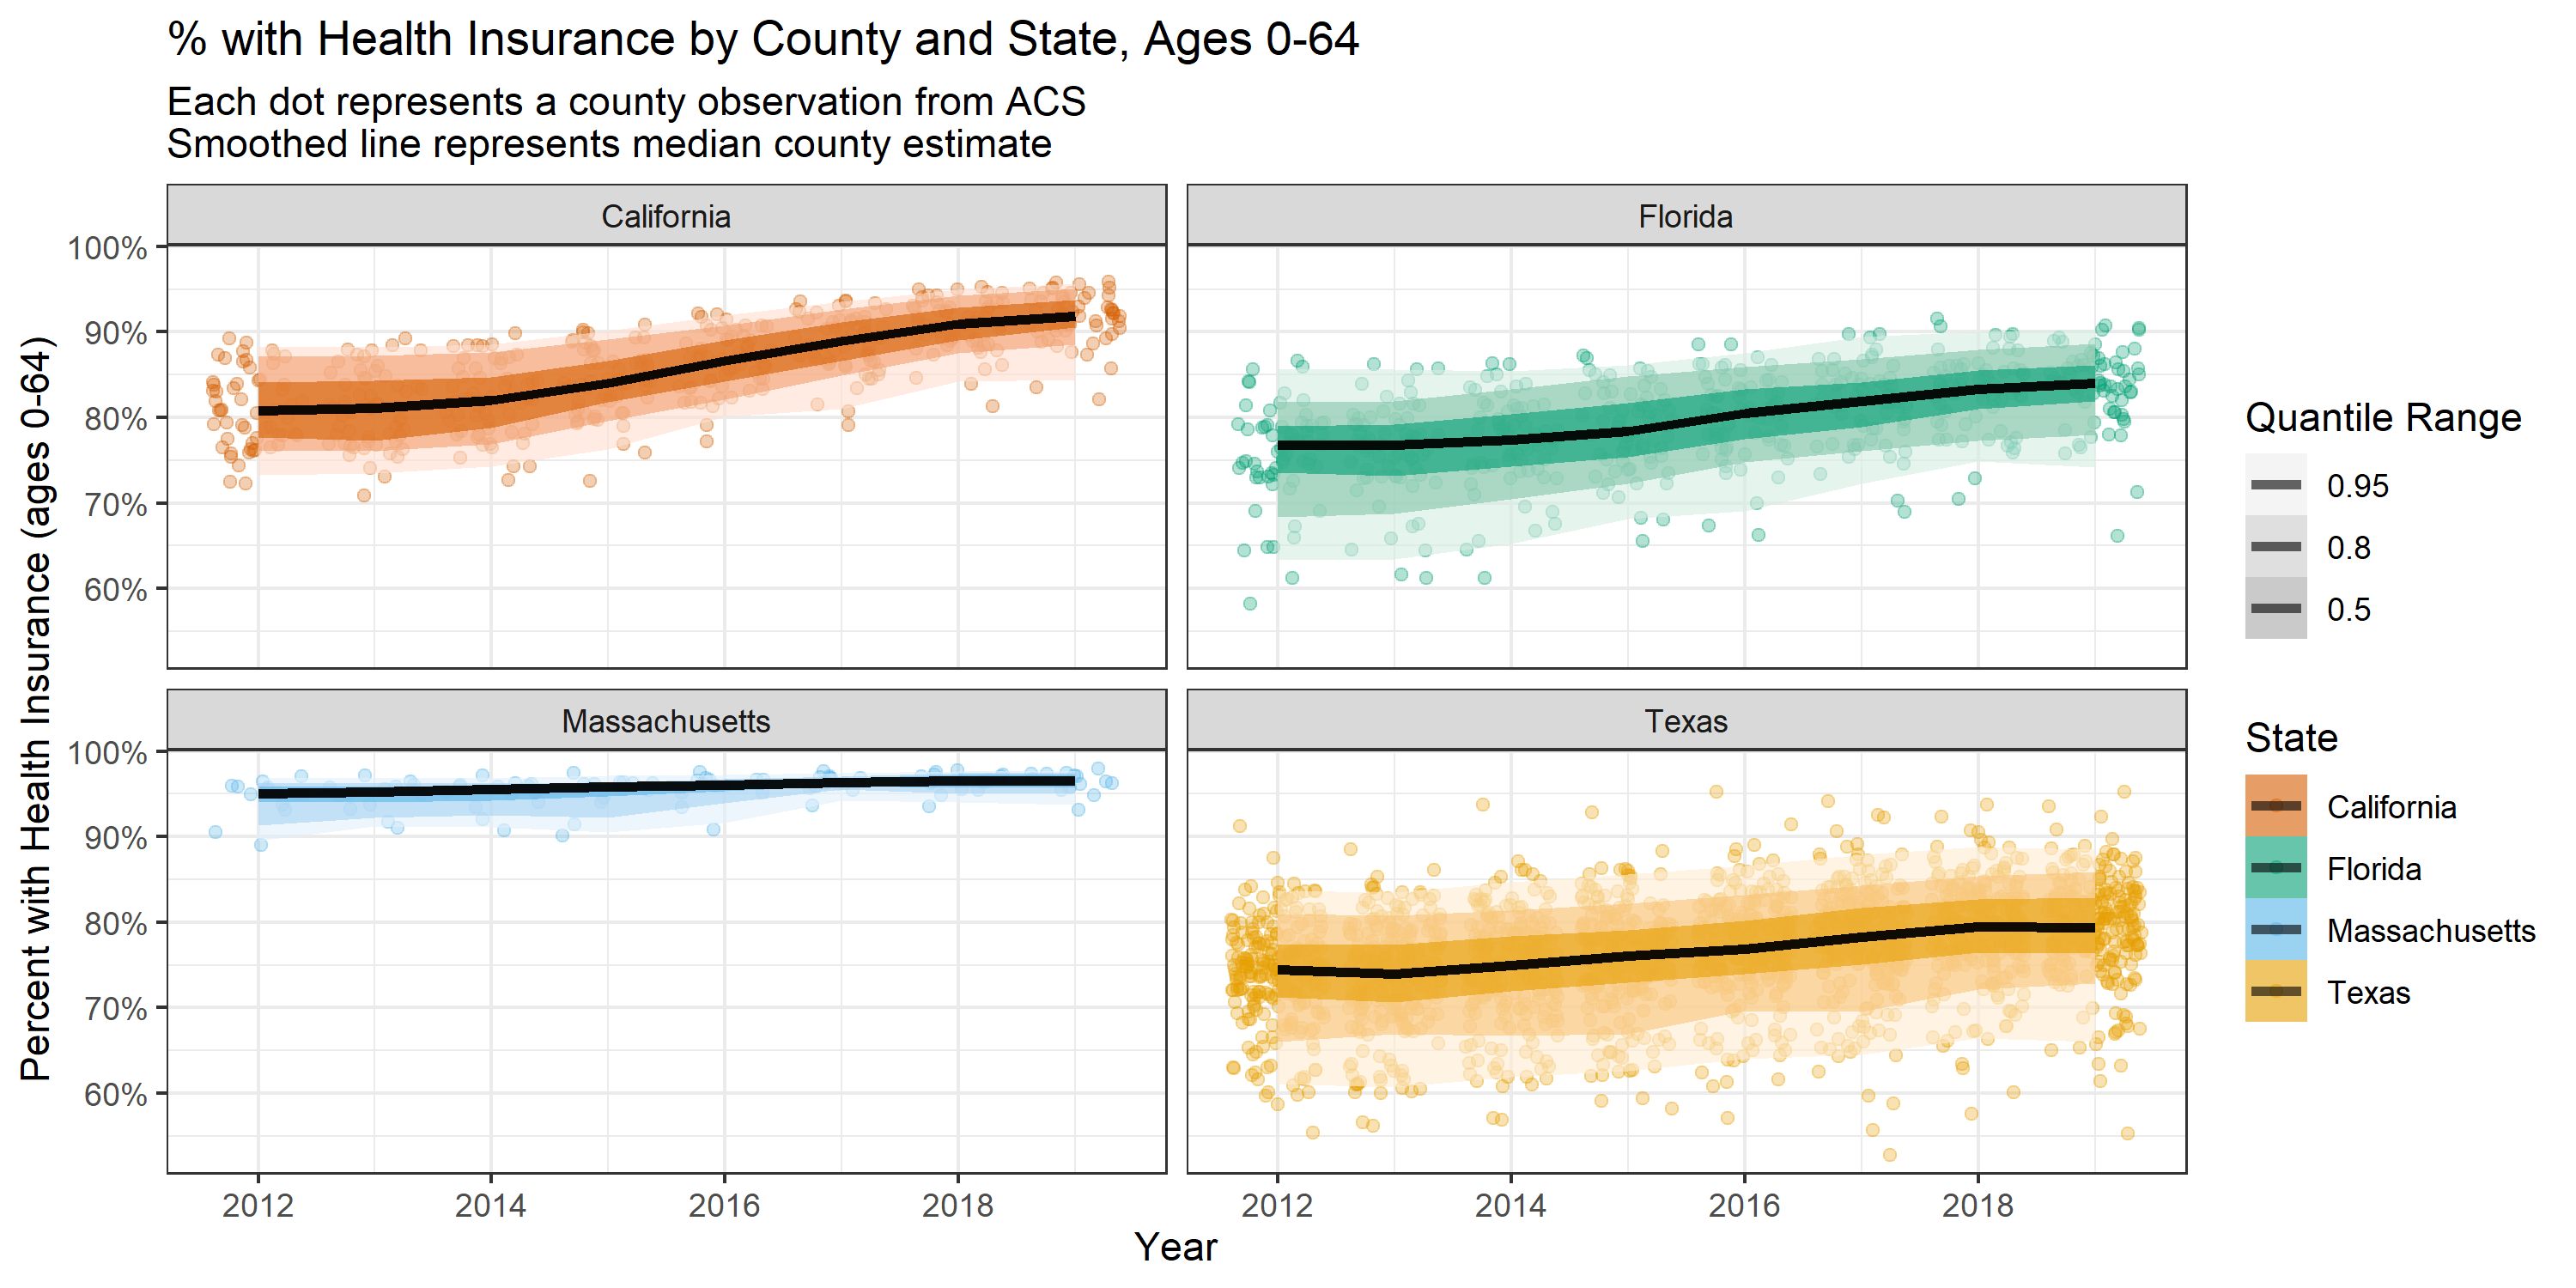 % with Health Insurance by County and State, Ages 0-64
Each dot represents a county observation from ACS
Smoothed line represents median county estimate
Percent with Health Insurance (ages 0-64)
California
Florida
100%
90%
80%
70%
60%
Massachusetts
Texas
100%
90%
80%
70%
60%
2012
2014
2016
2018
2012
2014
2016
2018
Year
Quantile Range
0.95
0.8
0.5
State
California
Florida
Massachusetts
Texas